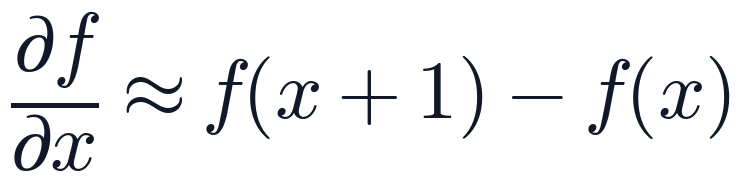 ∂f/∂x ≈ f(x + 1) − f(x)